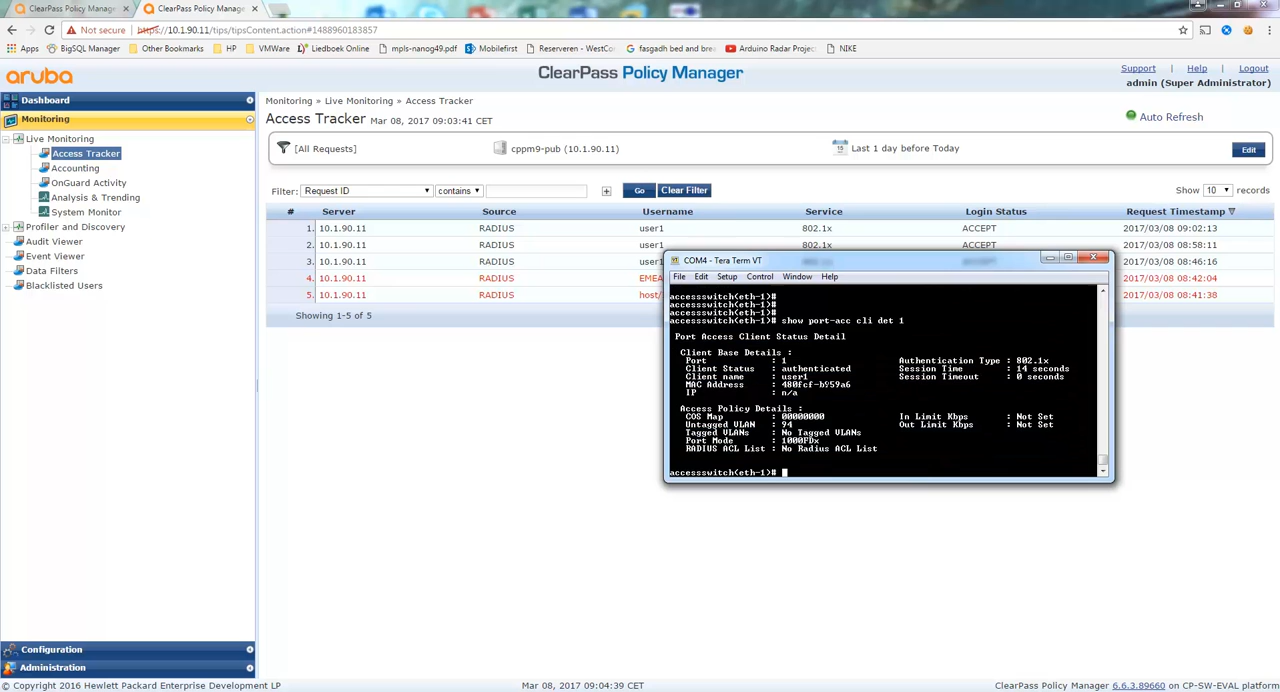 ClearPass Policy Manager
ClearPass Policy Manage
Not secure
https://10.1.90.11/tips/tipsContent.action#1488960183857
Apps BigSQL Manager Other Bookmarks HP VMWare Liedboek Online mpls-nanog49.pdf Mobilefirst Reserveren - WestCo fasgadh bed and brea Arduino Radar Projec NIKE
aruba
ClearPass Policy Manager
Support | Help | Logout
admin (Super Administrator)
Dashboard
Monitoring
Live Monitoring
Access Tracker
Accounting
OnGuard Activity
Analysis & Trending
System Monitor
Profiler and Discovery
Audit Viewer
Event Viewer
Data Filters
Blacklisted Users
Configuration
Administration
Monitoring » Live Monitoring » Access Tracker
Access Tracker Mar 08, 2017 09:03:41 CET
Auto Refresh
[All Requests] cppm9-pub (10.1.90.11) Last 1 day before Today Edit
Filter: Request ID contains Go Clear Filter Show 10 records
# Server Source Username Service Login Status Request Timestamp
1. 10.1.90.11 RADIUS user1 802.1x ACCEPT 2017/03/08 09:02:13
2. 10.1.90.11 RADIUS user1 802.1x ACCEPT 2017/03/08 08:58:11
3. 10.1.90.11 RADIUS user1 2017/03/08 08:46:16
4. 10.1.90.11 RADIUS EMEA 2017/03/08 08:42:04
5. 10.1.90.11 RADIUS host/ 2017/03/08 08:41:38
Showing 1-5 of 5
COM4 - Tera Term VT
File Edit Setup Control Window Help
accessswitch(eth-1)#
accessswitch(eth-1)#
accessswitch(eth-1)#
accessswitch(eth-1)# show port-acc cli det 1
Port Access Client Status Detail
Client Base Details :
Port : 1 Authentication Type : 802.1x
Client Status : authenticated Session Time : 14 seconds
Client name : user1 Session Timeout : 0 seconds
MAC Address : 480fcf-b959a6
IP : n/a
Access Policy Details :
COS Map : 00000000 In Limit Kbps : Not Set
Untagged VLAN : 94 Out Limit Kbps : Not Set
Tagged VLANs : No Tagged VLANs
Port Mode : 1000FDx
RADIUS ACL List : No Radius ACL List
accessswitch(eth-1)#
© Copyright 2016 Hewlett Packard Enterprise Development LP Mar 08, 2017 09:04:39 CET ClearPass Policy Manager 6.6.3.89660 on CP-SW-EVAL platform